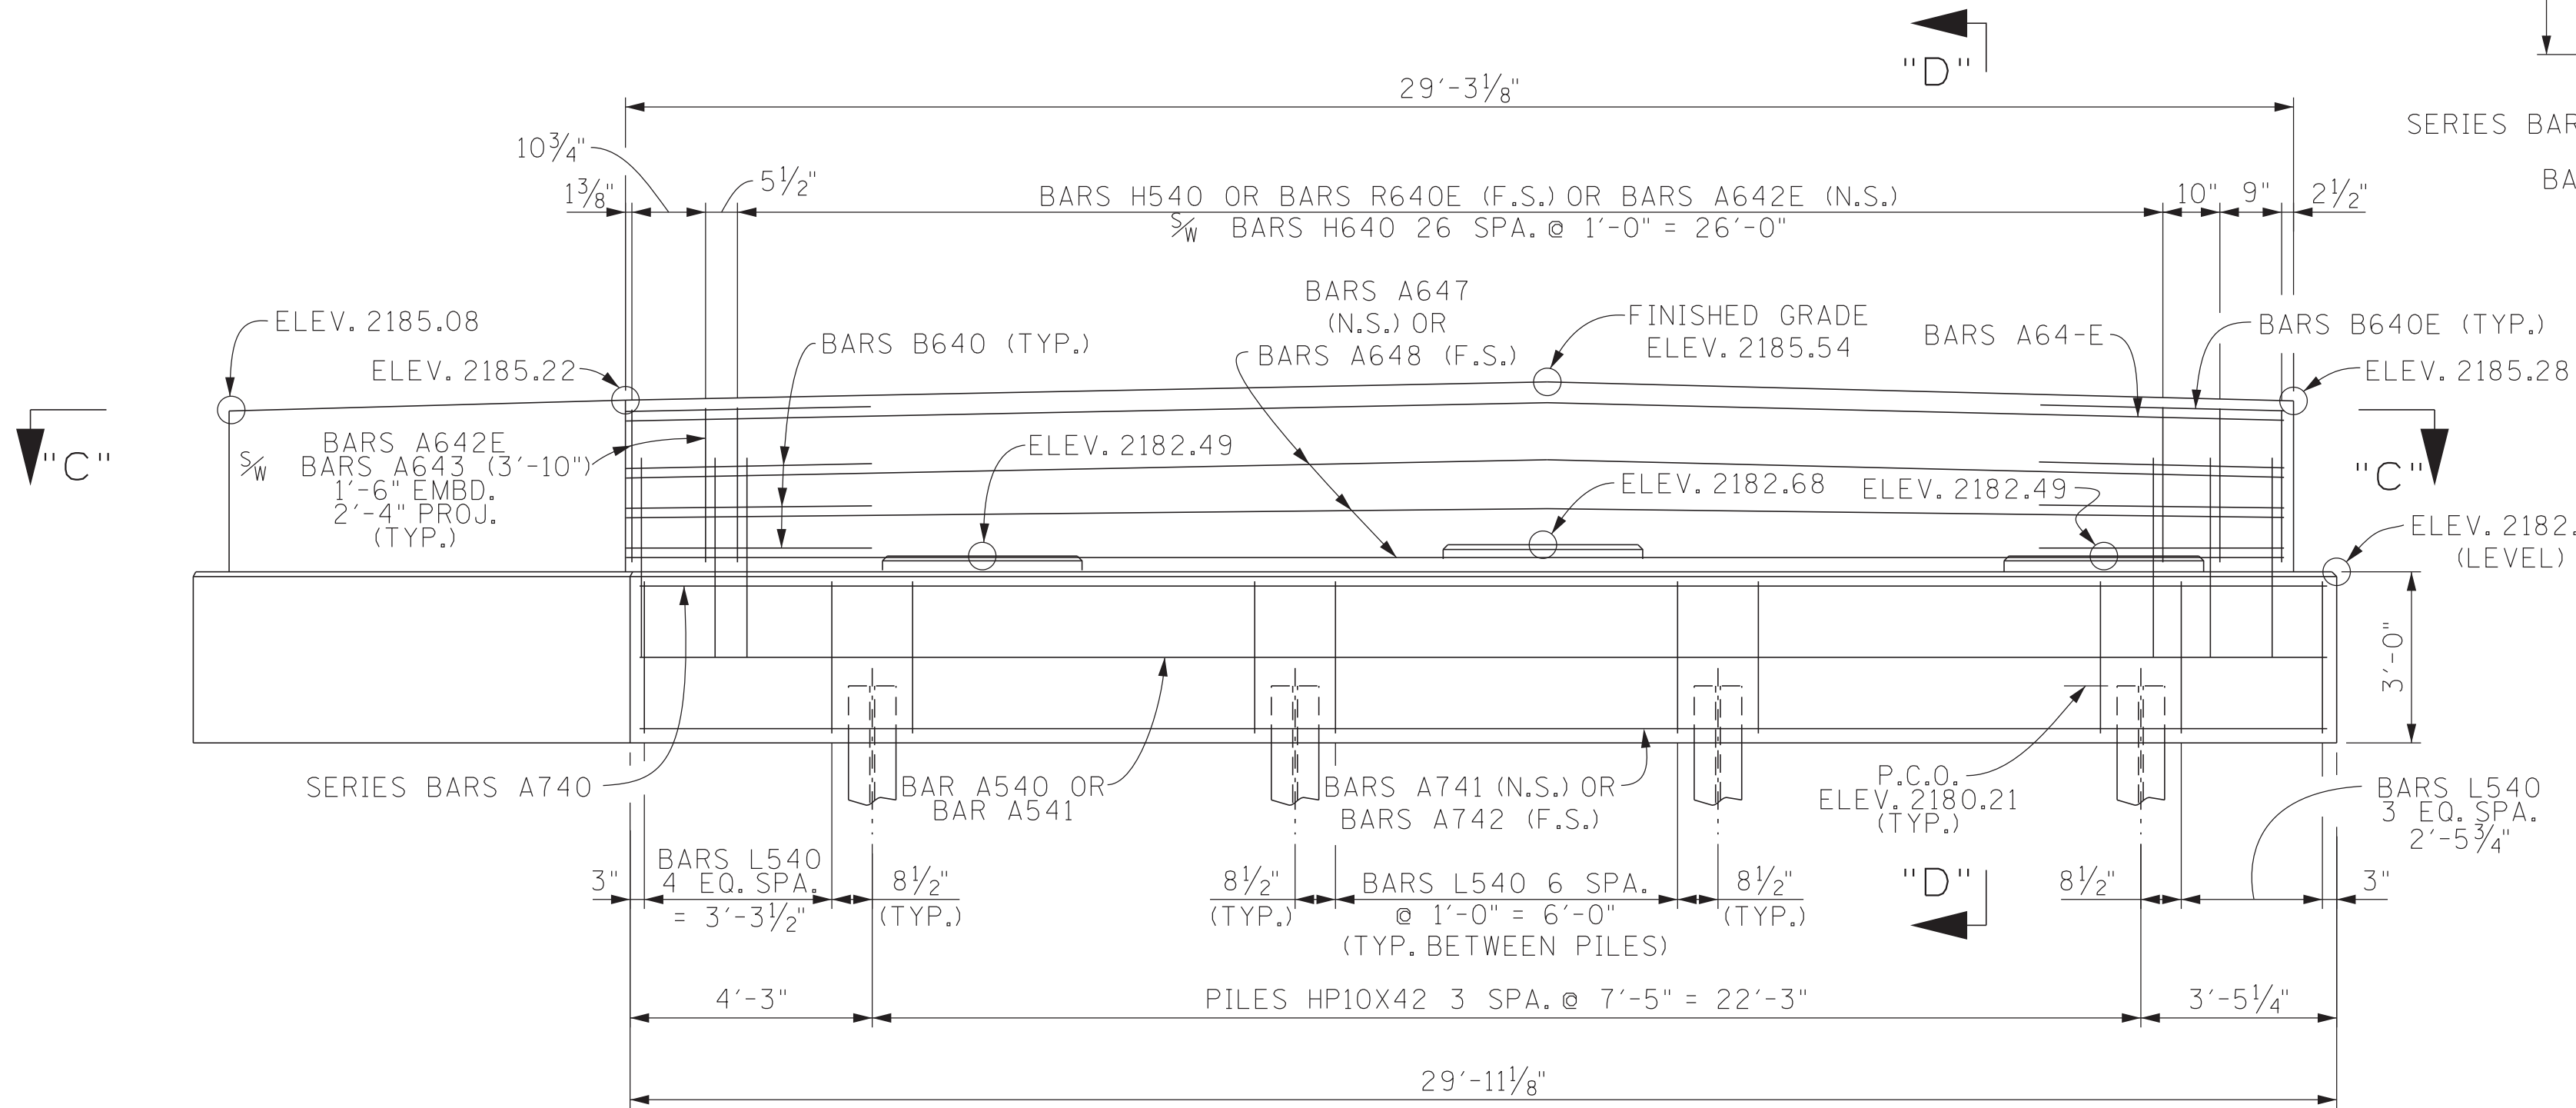 "D"
29′-3⅛"
SERIES BAR
10¾"
1⅜"
5½"
BARS H540 OR BARS R640E (F.S.) OR BARS A642E (N.S.)
S/W BARS H640 26 SPA. @ 1′-0" = 26′-0"
10"
9"
2½"
BA
BARS A647
(N.S.) OR
BARS A648 (F.S.)
FINISHED GRADE
ELEV. 2185.54
BARS A64-E
BARS B640E (TYP.)
ELEV. 2185.08
ELEV. 2185.22
BARS B640 (TYP.)
ELEV. 2185.28
"C"
S/W
BARS A642E
BARS A643 (3′-10")
1′-6" EMBD.
2′-4" PROJ.
(TYP.)
ELEV. 2182.49
ELEV. 2182.68
ELEV. 2182.49
"C"
ELEV. 2182.
(LEVEL)
3′-0"
SERIES BARS A740
BAR A540 OR
BAR A541
BARS A741 (N.S.) OR
BARS A742 (F.S.)
P.C.O.
ELEV. 2180.21
(TYP.)
BARS L540
3 EQ. SPA.
2′-5¾"
3"
BARS L540
4 EQ. SPA.
= 3′-3½"
8½"
(TYP.)
8½"
(TYP.)
BARS L540 6 SPA.
@ 1′-0" = 6′-0"
(TYP. BETWEEN PILES)
8½"
(TYP.)
"D"
8½"
3"
4′-3"
PILES HP10X42 3 SPA. @ 7′-5" = 22′-3"
3′-5¼"
29′-11⅛"